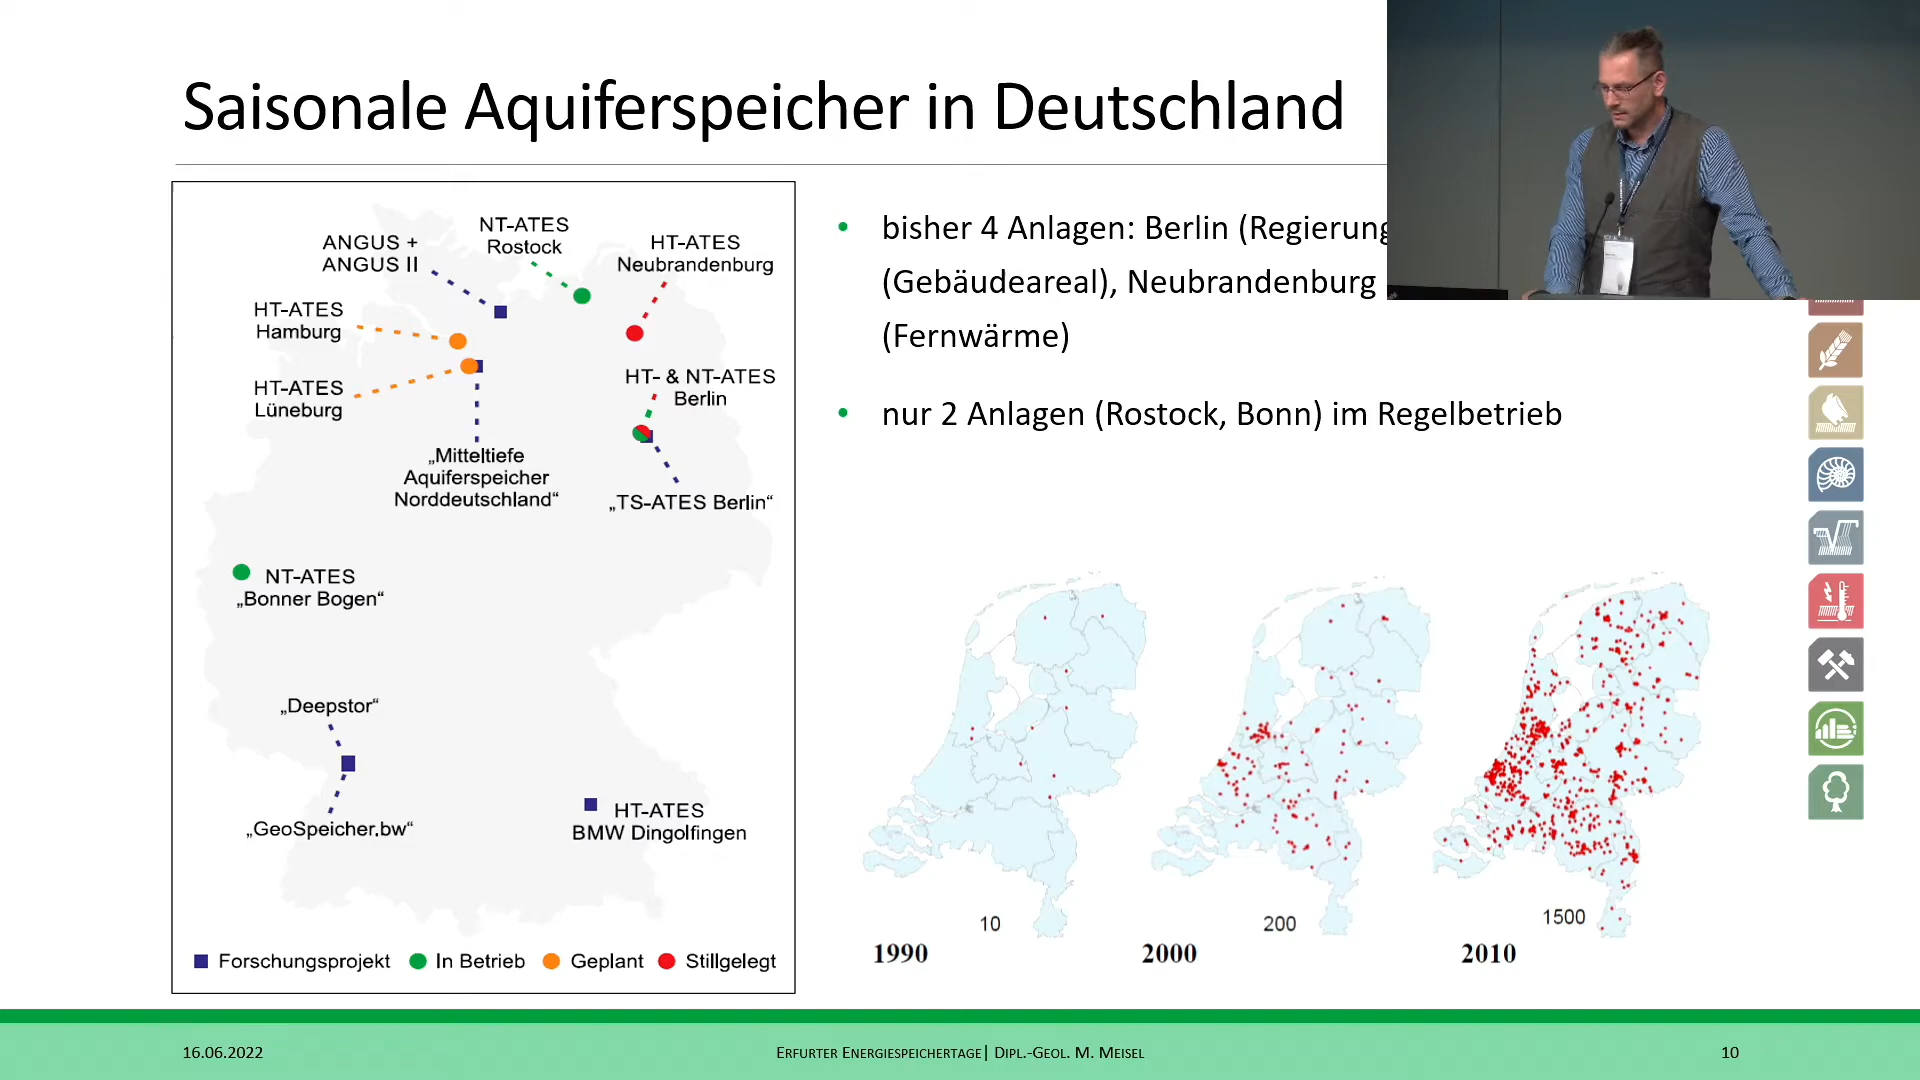 Saisonale Aquiferspeicher in Deutschland
ANGUS +
ANGUS II
NT-ATES
Rostock
HT-ATES
Neubrandenburg
HT-ATES
Hamburg
HT-ATES
Lüneburg
HT- & NT-ATES
Berlin
„Mitteltiefe
Aquiferspeicher
Norddeutschland“
„TS-ATES Berlin“
NT-ATES
„Bonner Bogen“
„Deepstor“
„GeoSpeicher.bw“
HT-ATES
BMW Dingolfingen
Forschungsprojekt
In Betrieb
Geplant
Stillgelegt
• bisher 4 Anlagen: Berlin (Regierung
(Gebäudeareal), Neubrandenburg
(Fernwärme)
• nur 2 Anlagen (Rostock, Bonn) im Regelbetrieb
10
200
1500
1990
2000
2010
16.06.2022
Erfurter Energiespeichertage| Dipl.-Geol. M. Meisel
10